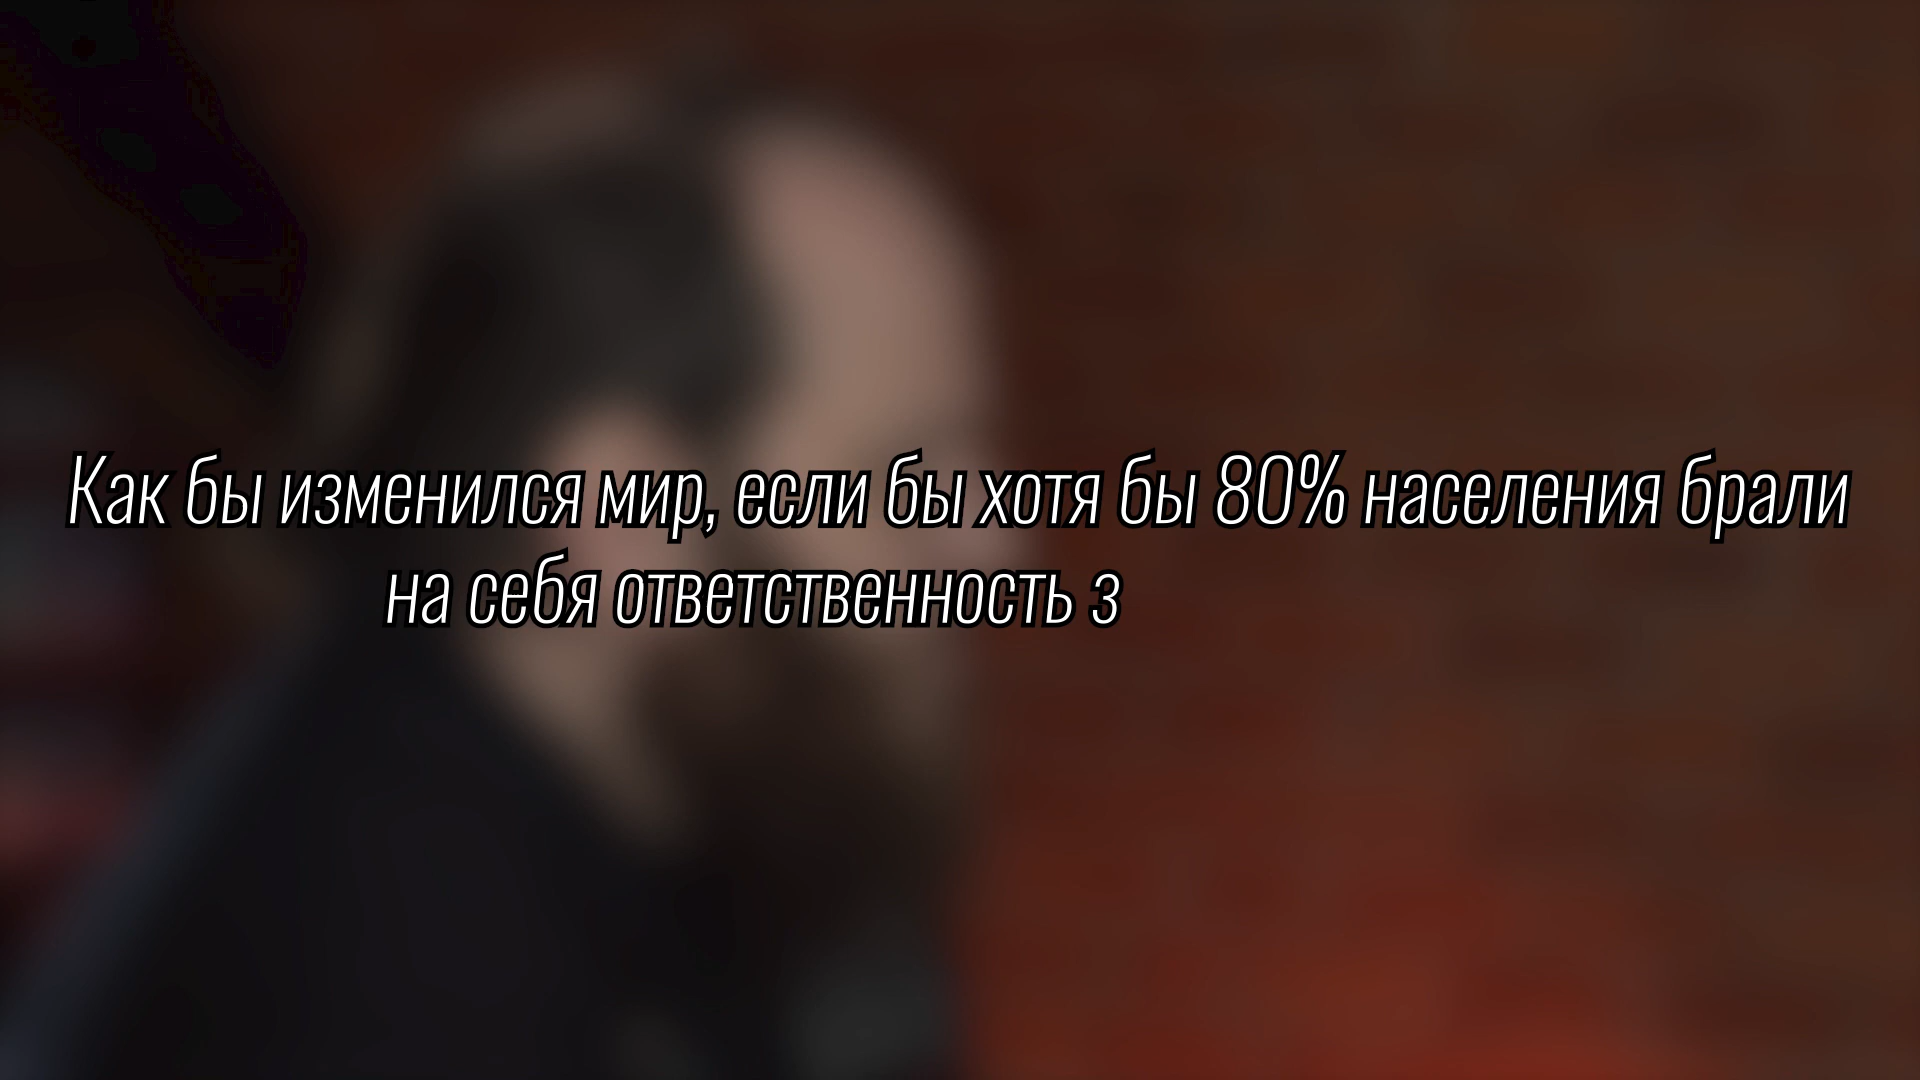 Как бы изменился мир, если бы хотя бы 80% населения брали
на себя ответственность з